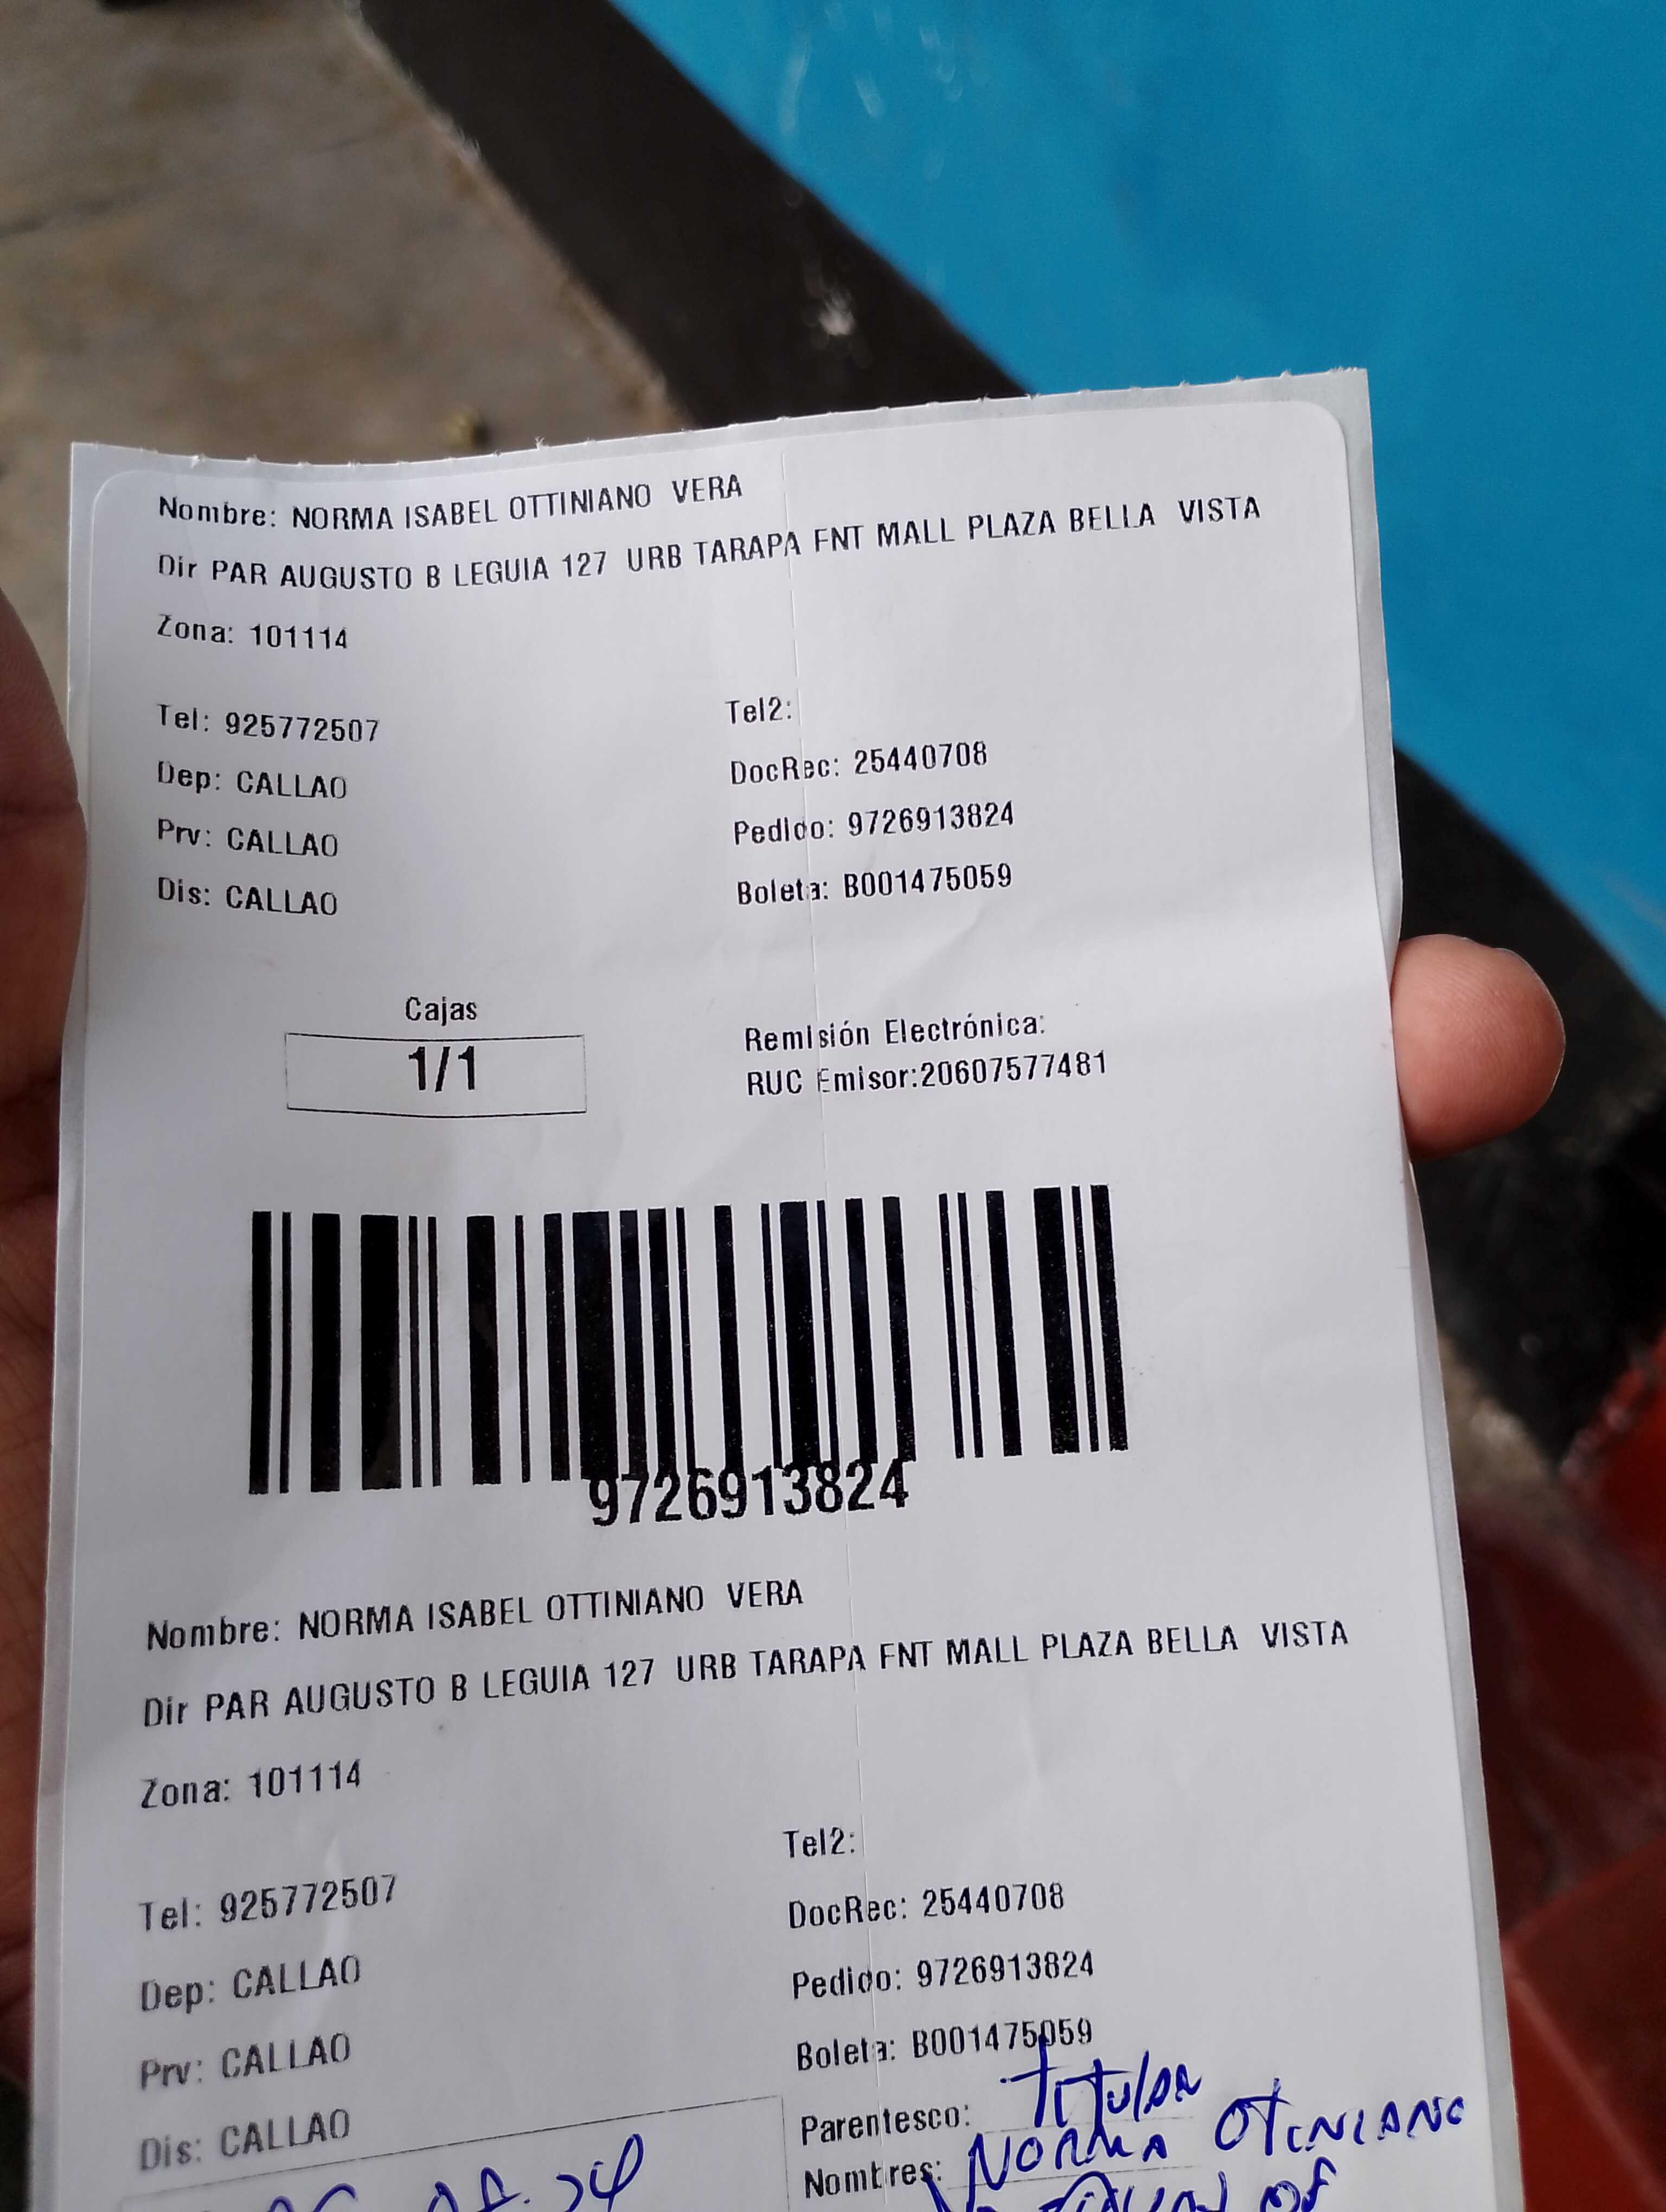 Nombre: NORMA ISABEL OTTINIANO VERA
Dir PAR AUGUSTO B LEGUIA 127 URB TARAPA FNT MALL PLAZA BELLA VISTA
Zona: 101114
Tel: 925772507
Tel2:
Dep: CALLAO
DocRec: 25440708
Prv: CALLAO
Pedido: 9726913824
Dis: CALLAO
Boleta: B001475059
Cajas
1/1
Remisión Electrónica:
RUC Emisor:20607577481
9726913824
Nombre: NORMA ISABEL OTTINIANO VERA
Dir PAR AUGUSTO B LEGUIA 127 URB TARAPA FNT MALL PLAZA BELLA VISTA
Zona: 101114
Tel2:
Tel: 925772507
DocRec: 25440708
Dep: CALLAO
Pedido: 9726913824
Prv: CALLAO
Boleta: B001475059
Dis: CALLAO
Parentesco: Titular
Nombres: NORMA OTINIANO